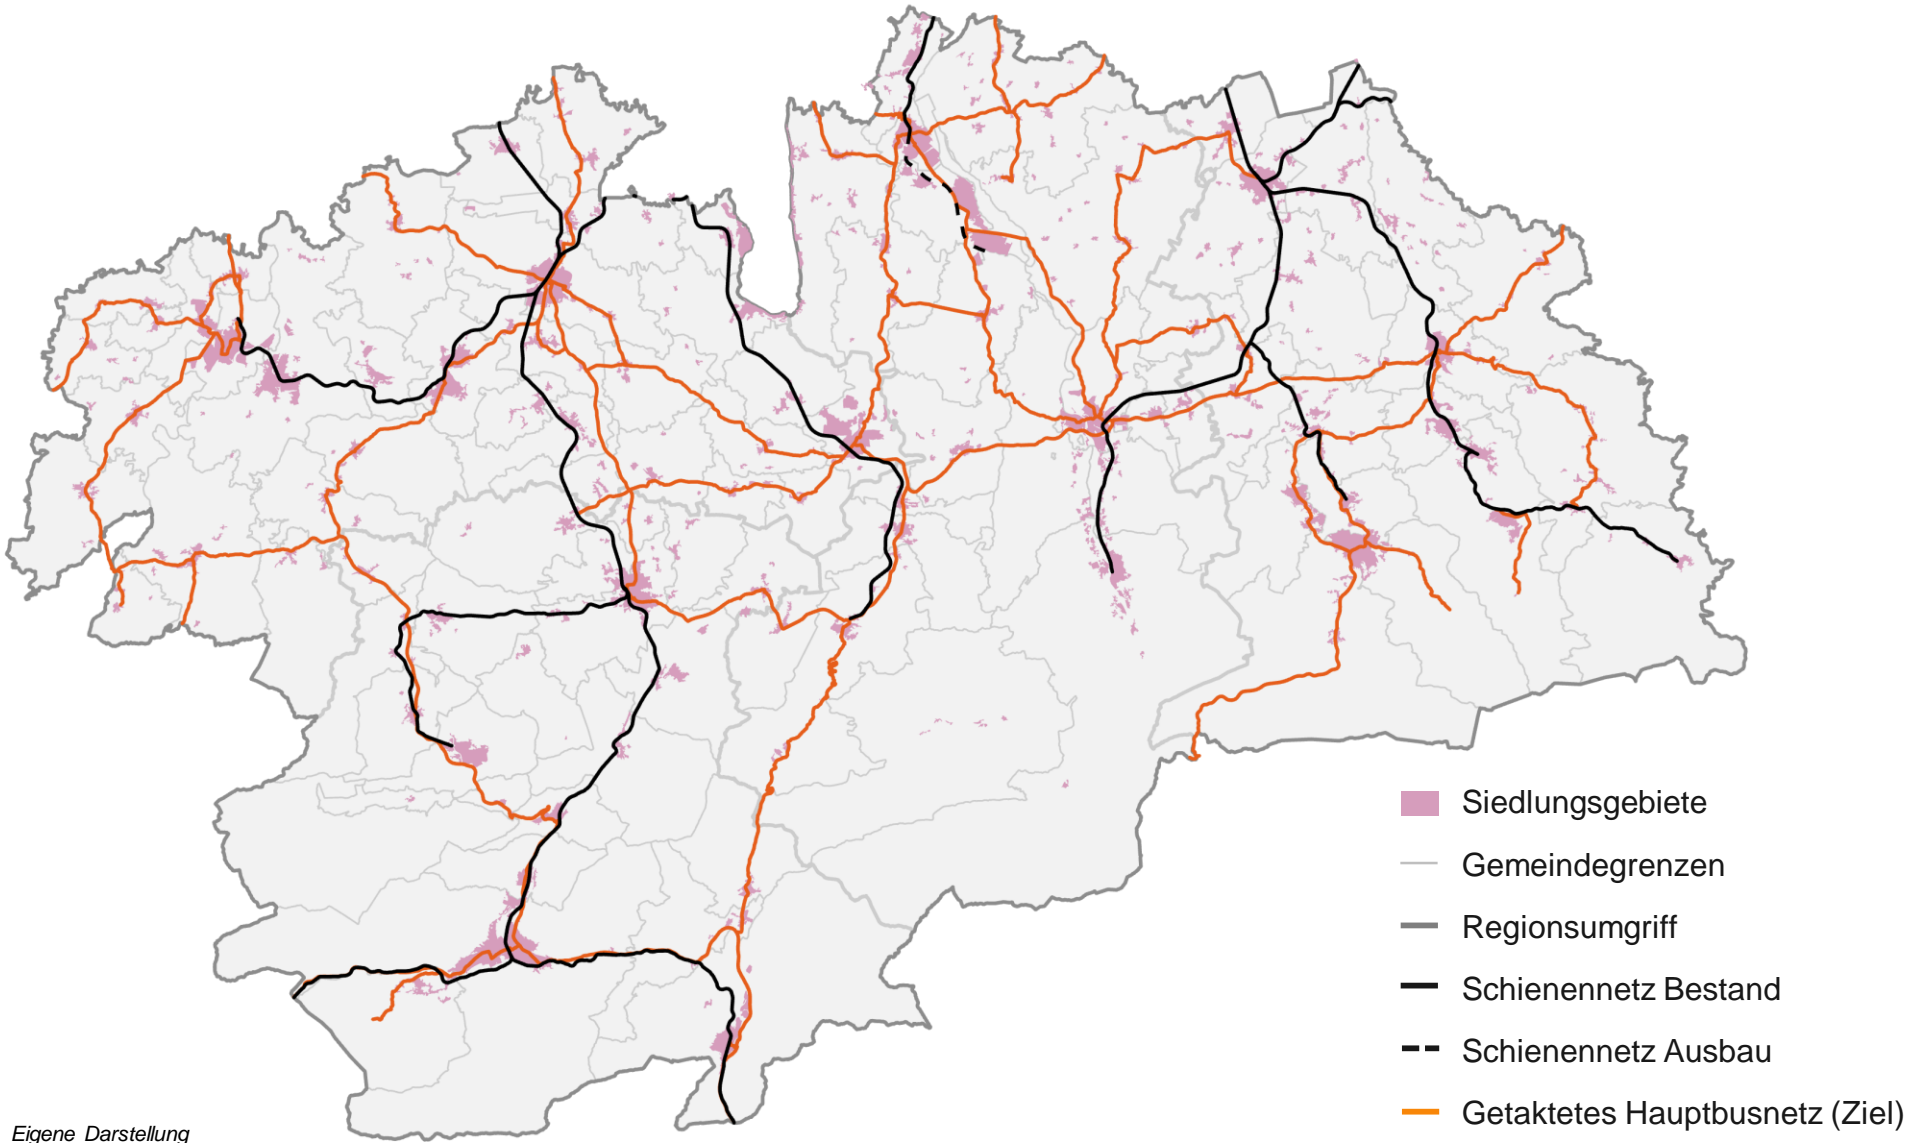 Siedlungsgebiete
Gemeindegrenzen
Regionsumgriff
Schienennetz Bestand
Schienennetz Ausbau
Getaktetes Hauptbusnetz (Ziel)
Eigene Darstellung